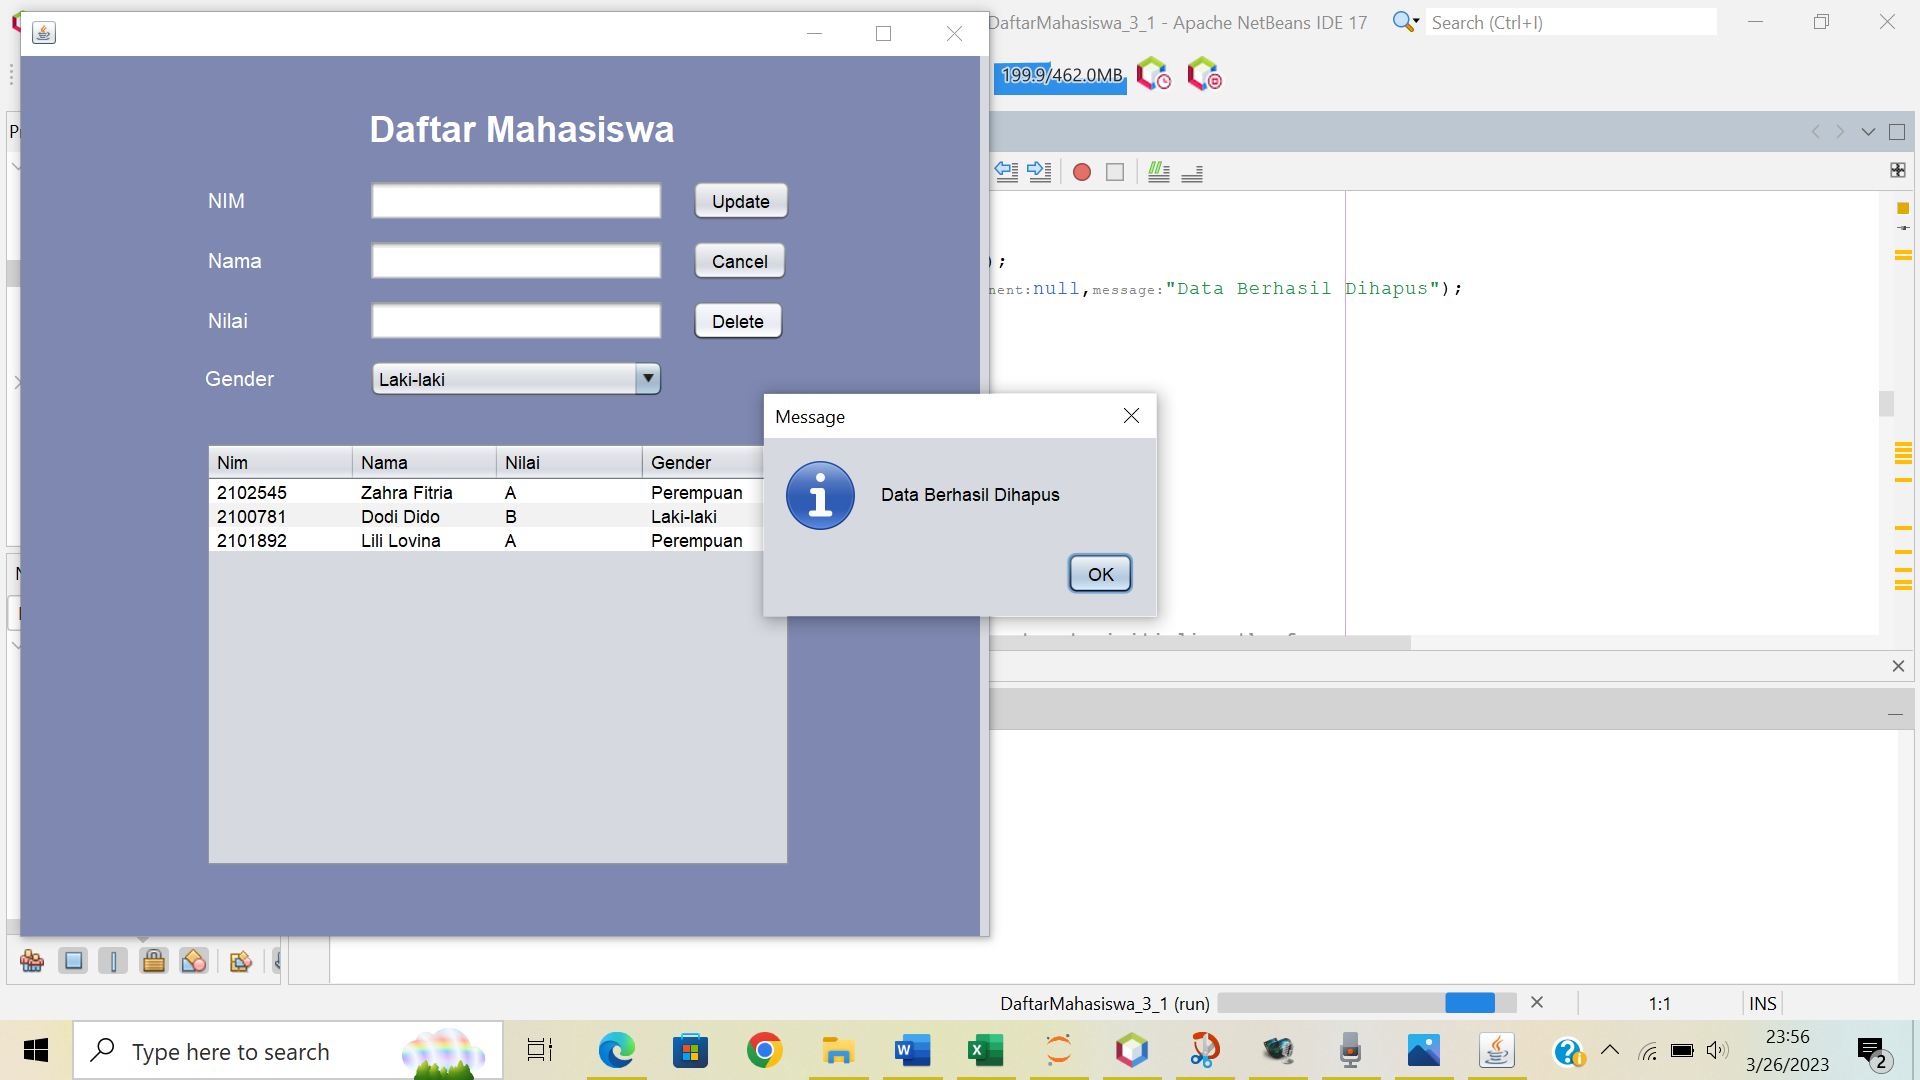 DaftarMahasiswa_3_1 - Apache NetBeans IDE 17
Search (Ctrl+I)
199.9/462.0MB
Daftar Mahasiswa
NIM
Update
Nama
Cancel
);
null, message: "Data Berhasil Dihapus");
Nilai
Delete
Gender
Laki-laki
Message
Data Berhasil Dihapus
OK
Nim Nama Nilai Gender
2102545 Zahra Fitria A Perempuan
2100781 Dodi Dido B Laki-laki
2101892 Lili Lovina A Perempuan
DaftarMahasiswa_3_1 (run)
1:1
INS
Type here to search
23:56
3/26/2023
2